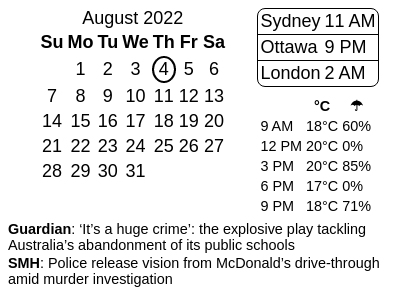 August 2022
Su Mo Tu We Th Fr Sa
1 2 3 4 5 6
7 8 9 10 11 12 13
14 15 16 17 18 19 20
21 22 23 24 25 26 27
28 29 30 31
Sydney 11 AM
Ottawa 9 PM
London 2 AM
°C ☂
9 AM 18°C 60%
12 PM 20°C 0%
3 PM 20°C 85%
6 PM 17°C 0%
9 PM 18°C 71%
Guardian: ‘It’s a huge crime’: the explosive play tackling
Australia’s abandonment of its public schools
SMH: Police release vision from McDonald’s drive-through
amid murder investigation